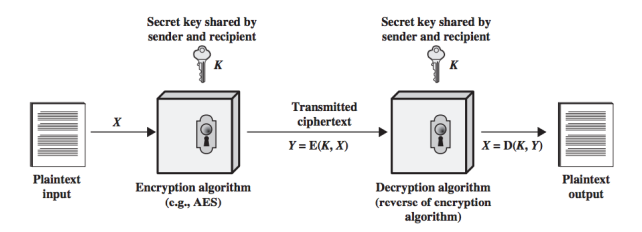 Secret key shared by
sender and recipient
K
Secret key shared by
sender and recipient
K
X
Transmitted
ciphertext
Y = E(K, X)
X = D(K, Y)
Plaintext
input
Encryption algorithm
(e.g., AES)
Decryption algorithm
(reverse of encryption
algorithm)
Plaintext
output